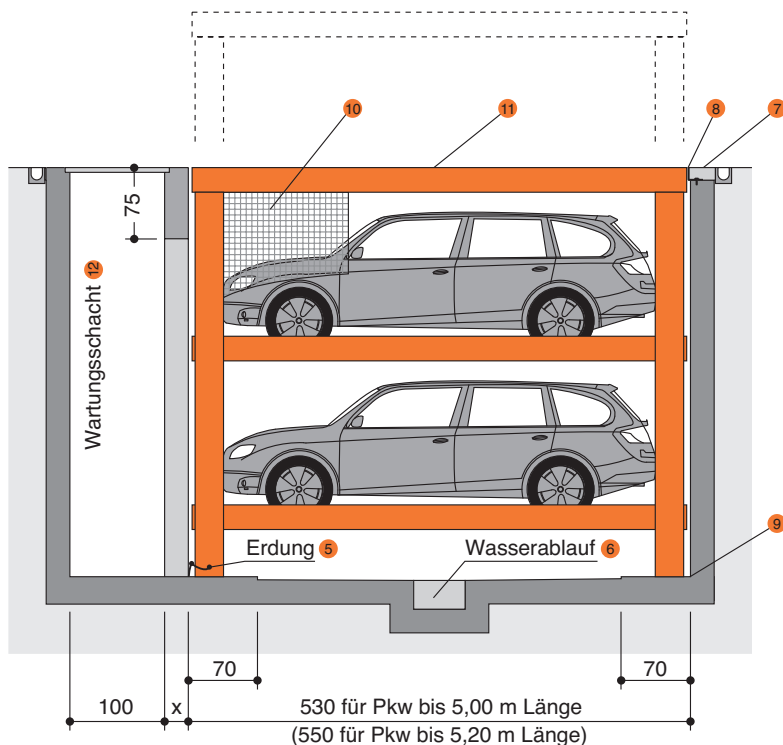 10
11
8
7
75
Wartungsschacht 12
9
Erdung 5
Wasserablauf 6
70
70
100
x
530 für Pkw bis 5,00 m Länge
(550 für Pkw bis 5,20 m Länge)